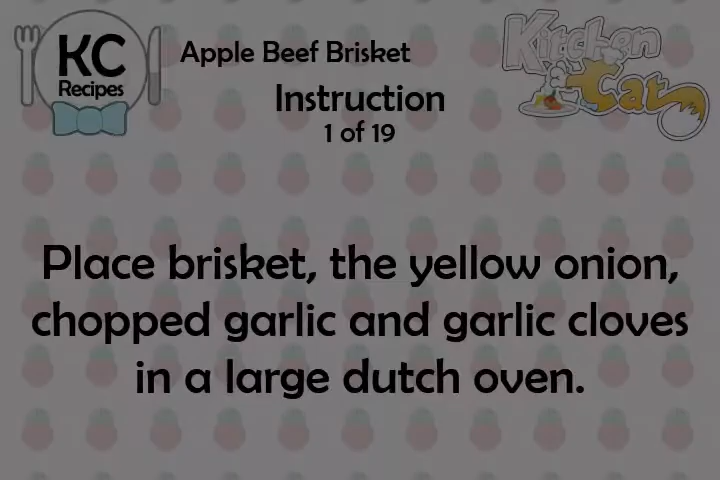 KC
Recipes
Apple Beef Brisket
Kitchen
Cat
Instruction
1 of 19
Place brisket, the yellow onion,
chopped garlic and garlic cloves
in a large dutch oven.